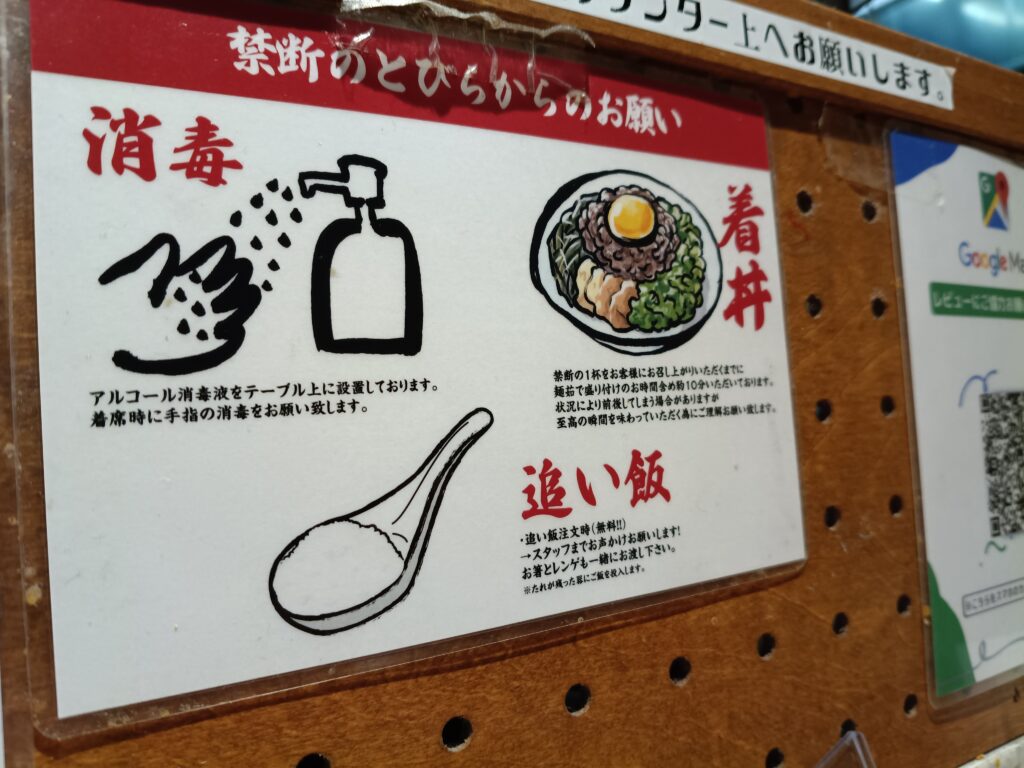 ンター上へお願いします。
禁断のとびらからのお願い
消毒
アルコール消毒液をテーブル上に設置しております。
着席時に手指の消毒をお願い致します。
着丼
禁断の1杯をお客様にお召し上がりいただくまでに
麺茹で盛り付けのお時間含め約10分いただいております。
状況により前後してしまう場合がありますが
至高の瞬間を味わっていただく為にご理解お願い致します。
追い飯
・追い飯注文時(無料!!)
→スタッフまでお声かけお願いします!
お箸とレンゲも一緒にお渡し下さい。
※たれが残った器にご飯を投入します。
Google Ma
レビューにご協力お願